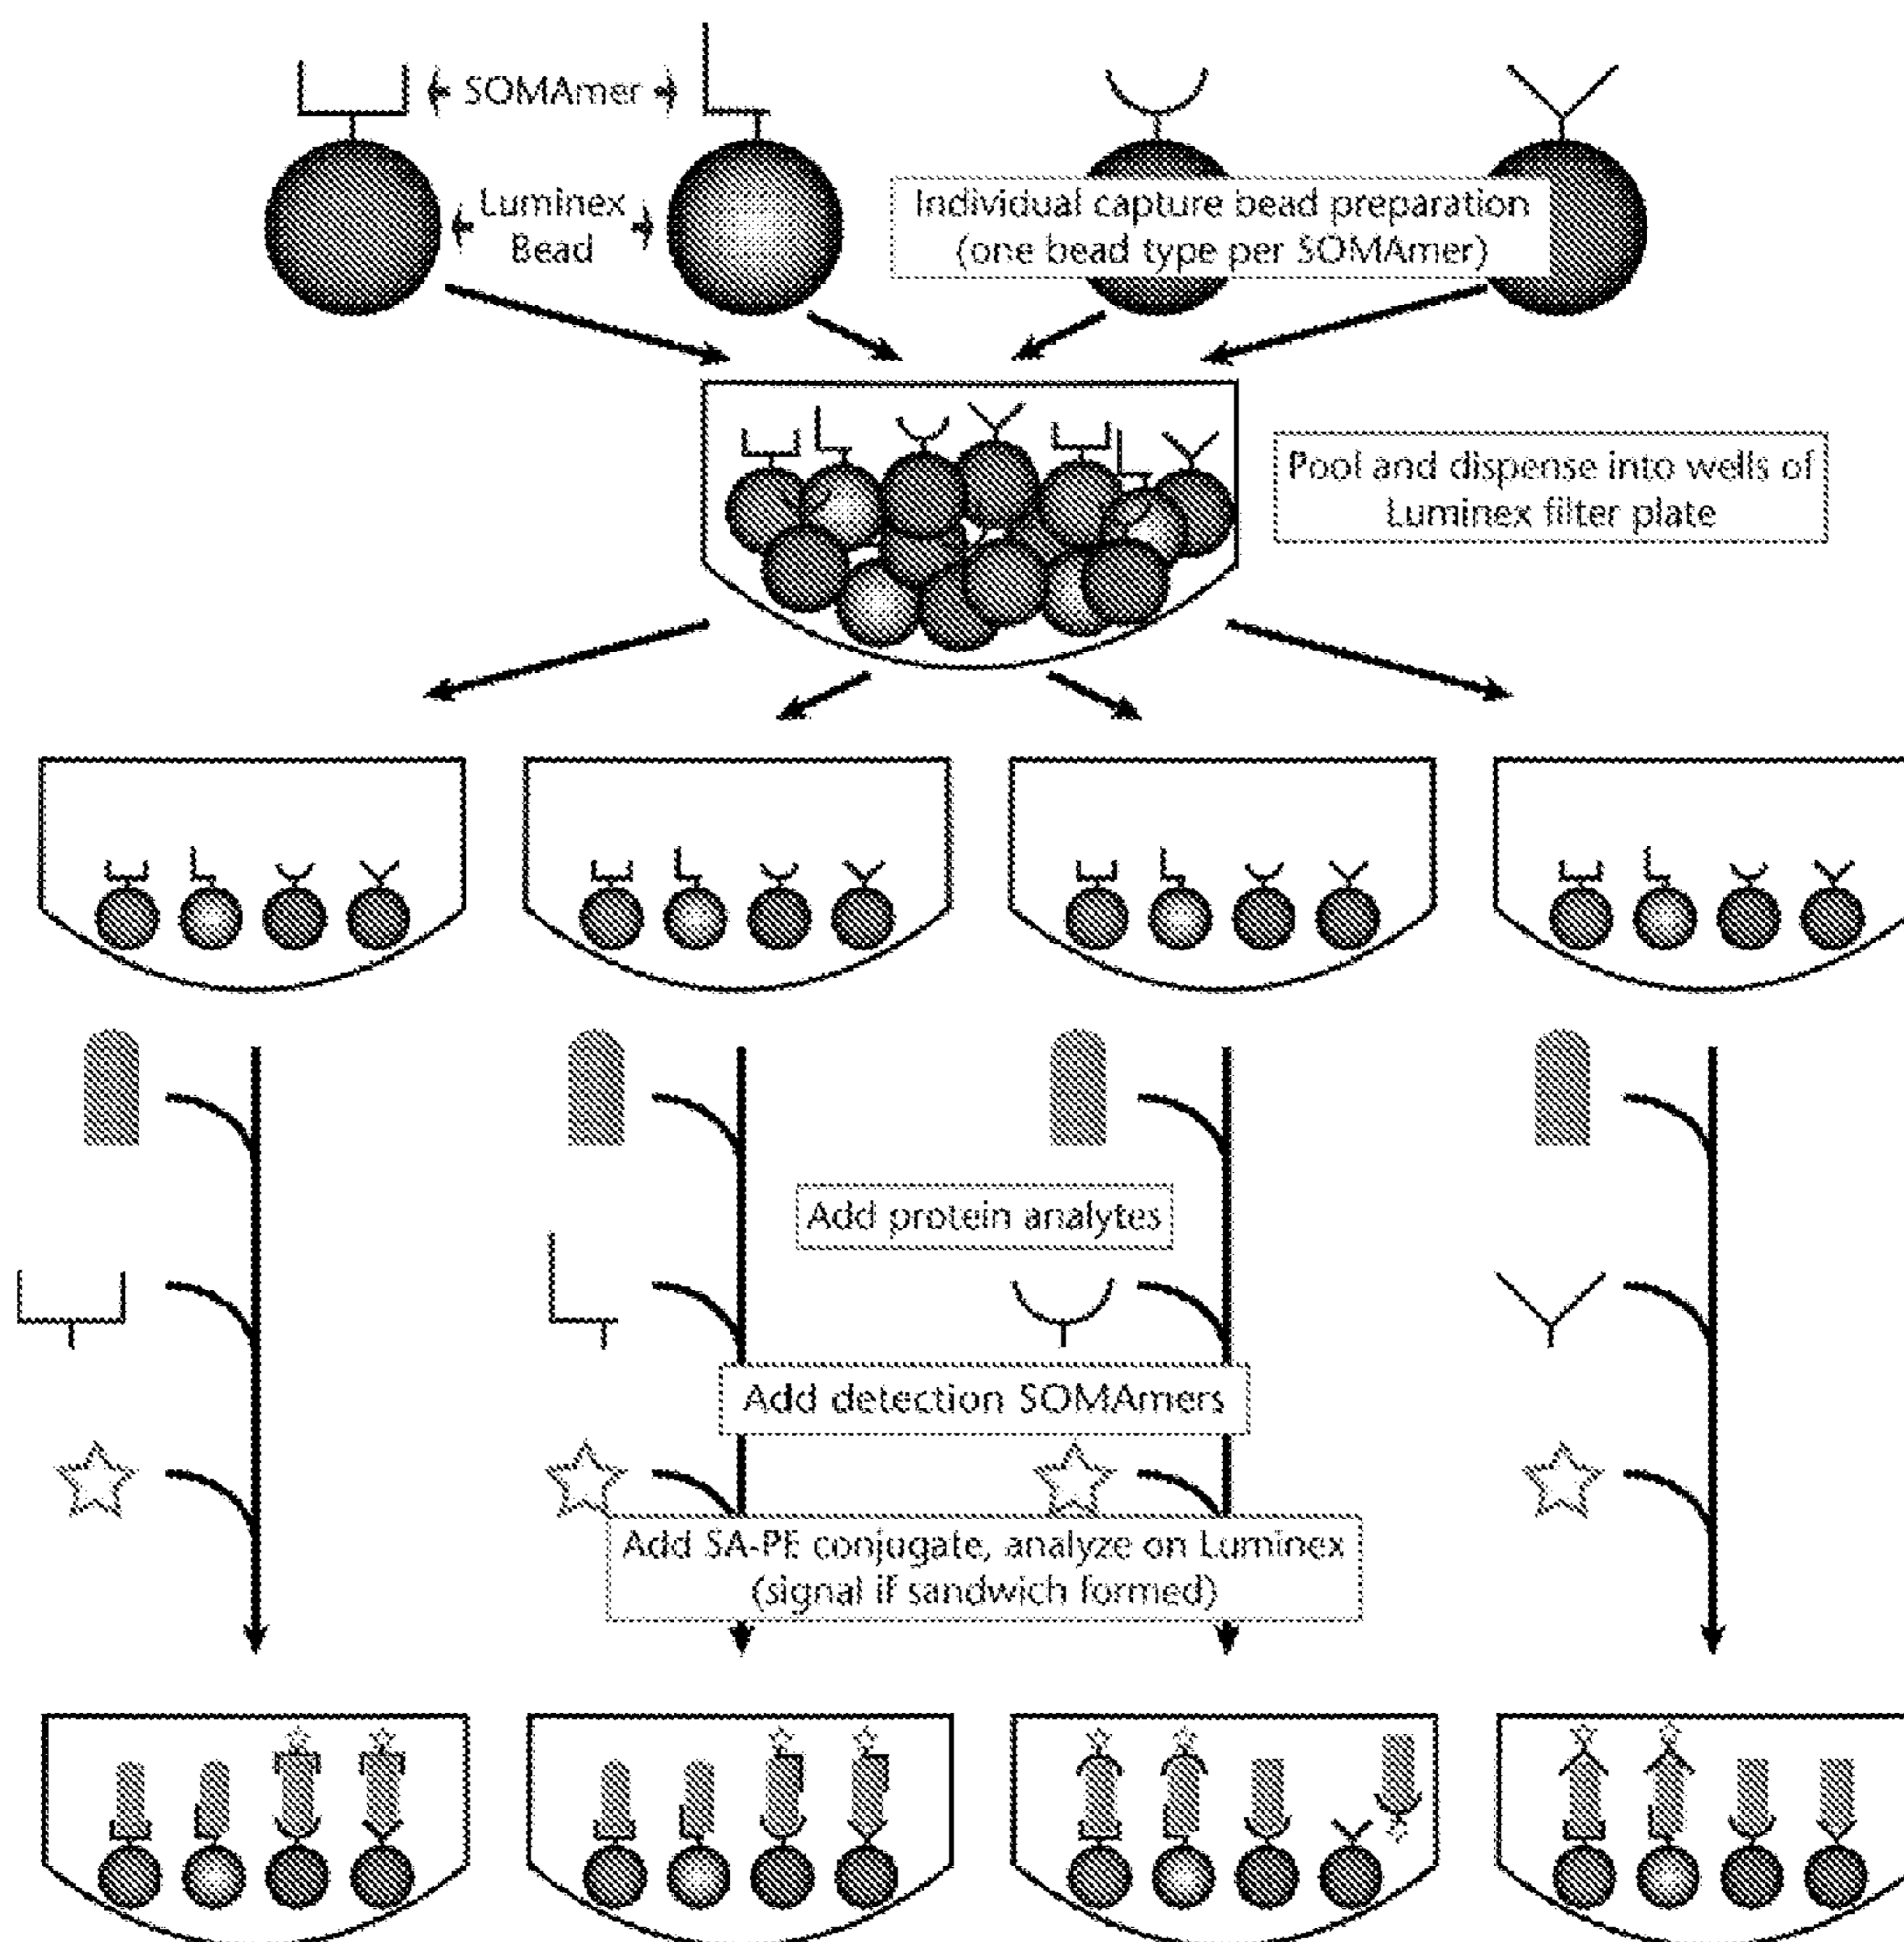 SOMAmer
Luminex
Bead
Individual capture bead preparation
(one bead type per SOMAmer)
Pool and dispense into wells of
Luminex filter plate
Add protein analytes
Add detection SOMAmers
Add SA-PE conjugate, analyze on Luminex
(signal if sandwich formed)